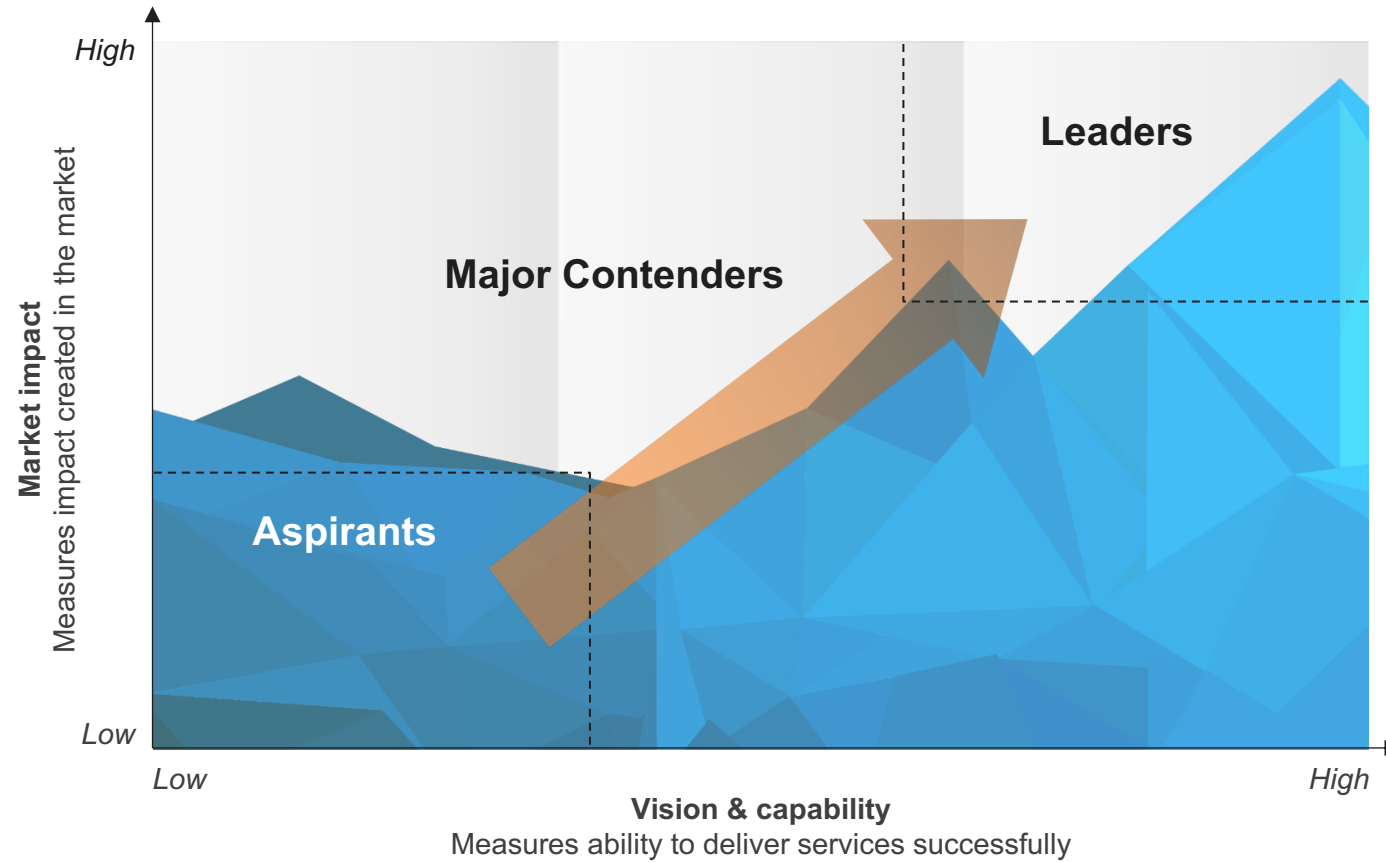 High
Leaders
Major Contenders
Market impact
Measures impact created in the market
Aspirants
Low
Low
High
Vision & capability
Measures ability to deliver services successfully